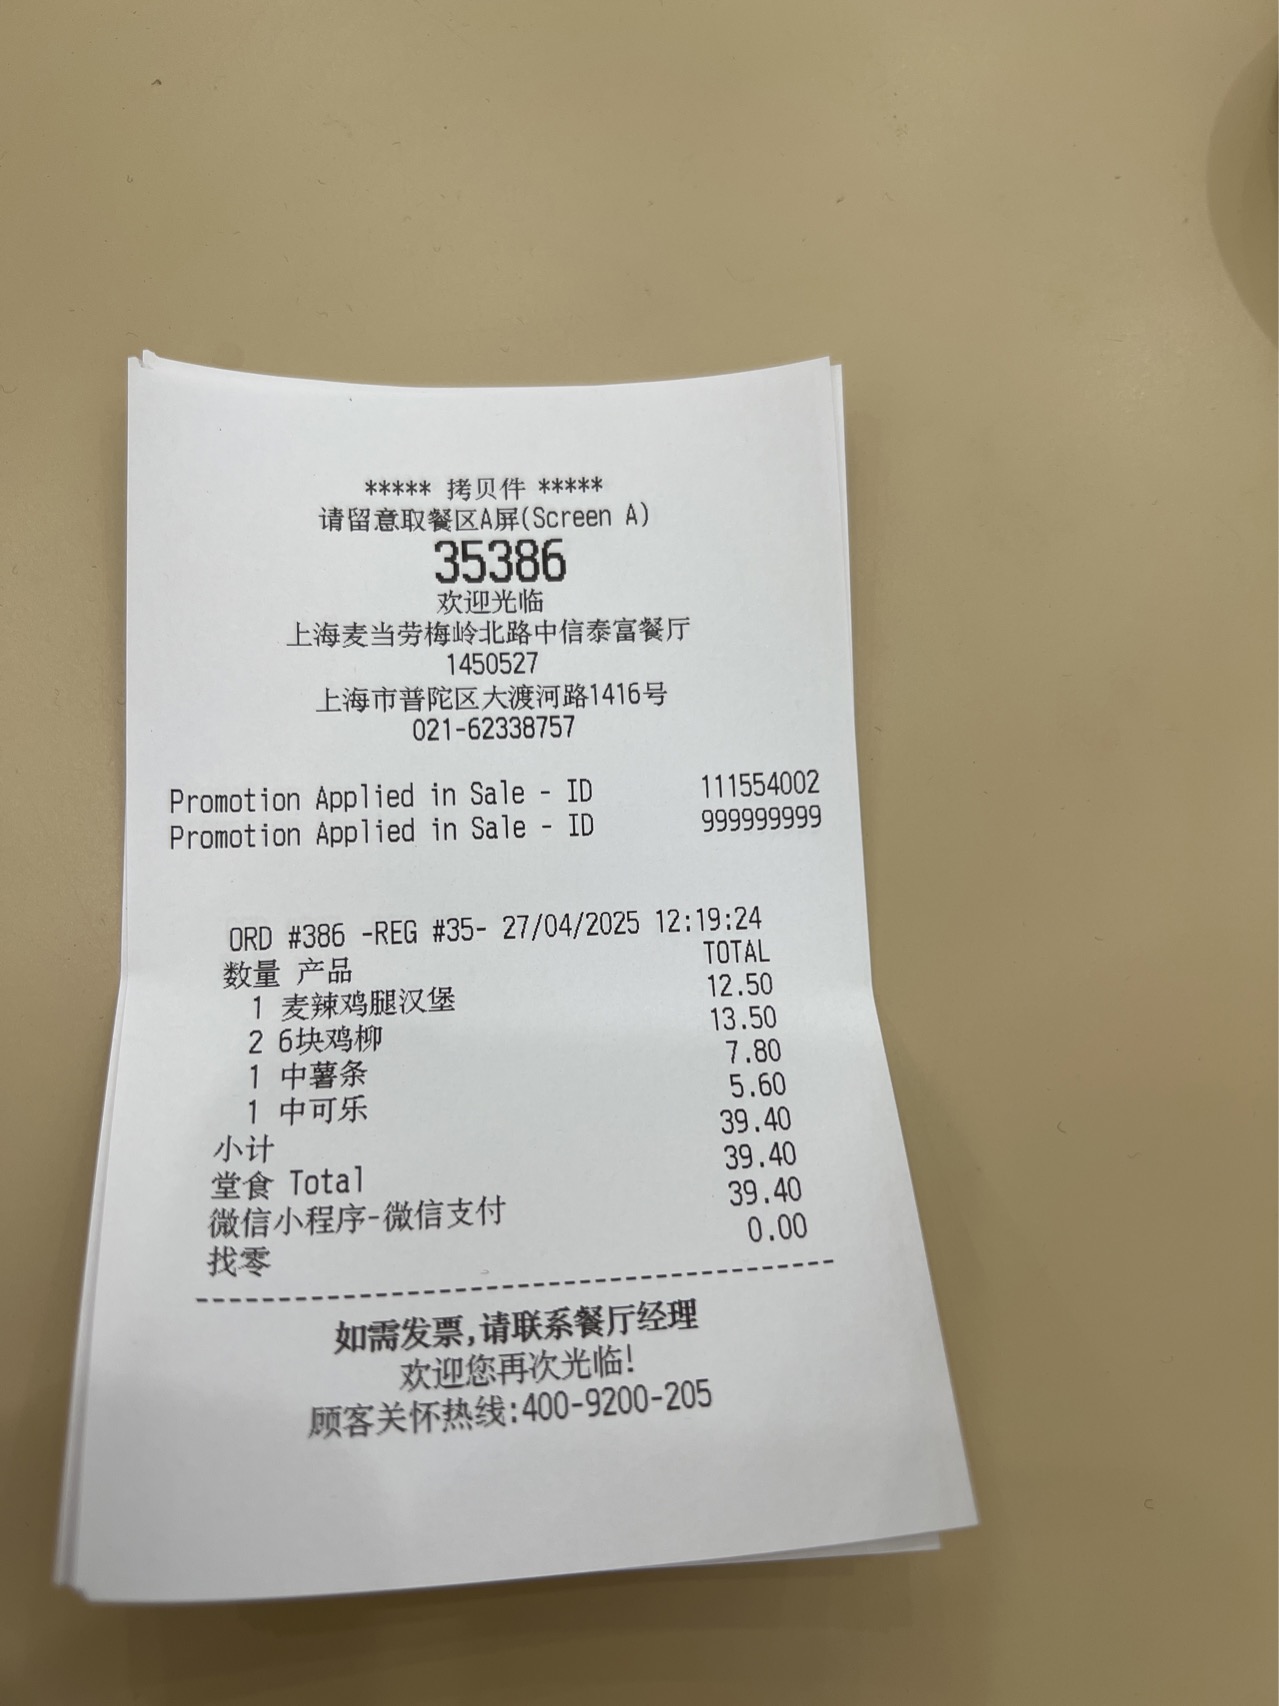 ***** 拷贝件 *****
请留意取餐区A屏(Screen A)
35386
欢迎光临
上海麦当劳梅岭北路中信泰富餐厅
1450527
上海市普陀区大渡河路1416号
021-62338757
Promotion Applied in Sale - ID 111554002
Promotion Applied in Sale - ID 999999999
ORD #386 -REG #35- 27/04/2025 12:19:24
数量 产品 TOTAL
1 麦辣鸡腿汉堡 12.50
2 6块鸡柳 13.50
1 中薯条 7.80
1 中可乐 5.60
小计 39.40
堂食 Total 39.40
微信小程序-微信支付 39.40
找零 0.00
--------------------------------------
如需发票,请联系餐厅经理
欢迎您再次光临!
顾客关怀热线:400-9200-205